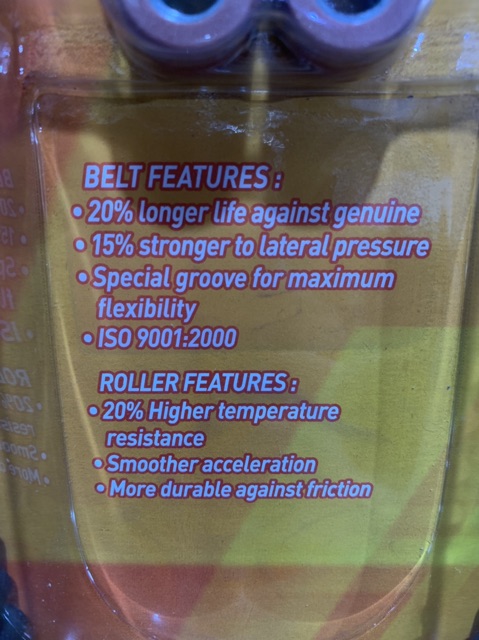 BELT FEATURES :
• 20% longer life against genuine
• 15% stronger to lateral pressure
• Special groove for maximum
flexibility
• ISO 9001:2000
ROLLER FEATURES :
• 20% Higher temperature
resistance
• Smoother acceleration
• More durable against friction